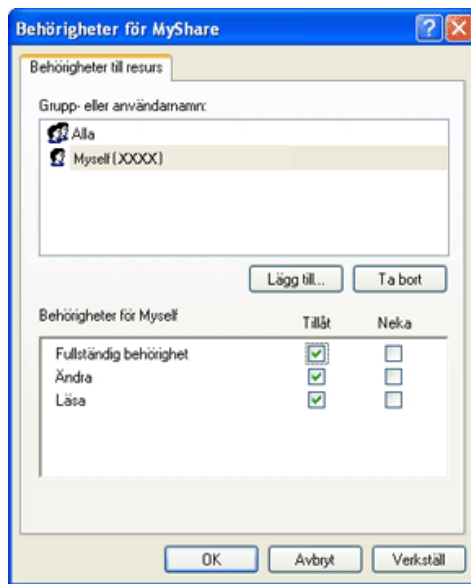 Behörigheter för MyShare
Behörigheter till resurs
Grupp- eller användarnamn:
Alla
Myself (XXXX)
Lägg till... Ta bort
Behörigheter för Myself Tillåt Neka
Fullständig behörighet
Ändra
Läsa
OK Avbryt Verkställ